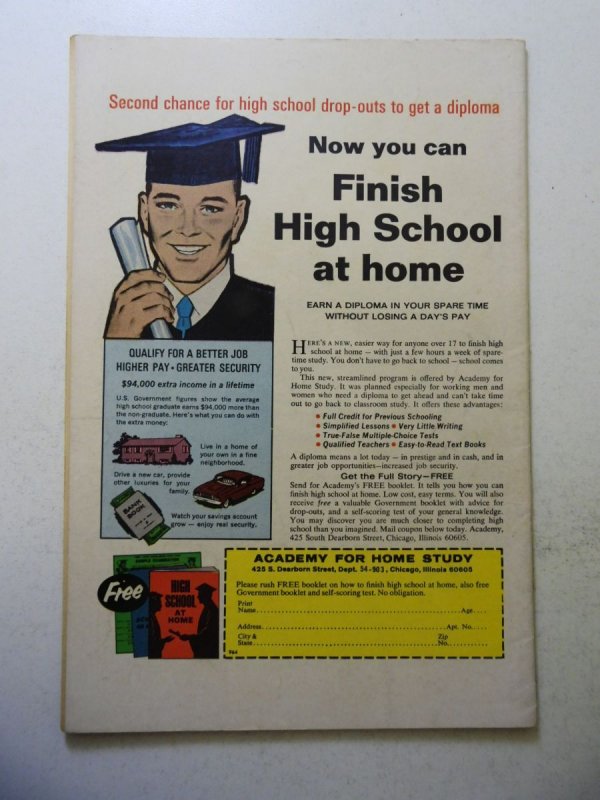 Second chance for high school drop-outs to get a diploma
Now you can
Finish
High School
at home
EARN A DIPLOMA IN YOUR SPARE TIME
WITHOUT LOSING A DAY'S PAY
QUALIFY FOR A BETTER JOB
HIGHER PAY • GREATER SECURITY
$94,000 extra income in a lifetime
U.S. Government figures show the average
high school graduate earns $94,000 more than
the non-graduate. Here's what you can do with
the extra money:
Live in a home of
your own in a fine
neighborhood.
Drive a new car, provide
other luxuries for your
family.
BANK
BOOK
Watch your savings account
grow — enjoy real security.
HERE'S A NEW, easier way for anyone over 17 to finish high
school at home — with just a few hours a week of spare-
time study. You don't have to go back to school — school comes
to you.
This new, streamlined program is offered by Academy for
Home Study. It was planned especially for working men and
women who need a diploma to get ahead and can't take time
out to go back to classroom study. It offers these advantages:
• Full Credit for Previous Schooling
• Simplified Lessons • Very Little Writing
• True-False Multiple-Choice Tests
• Qualified Teachers • Easy-to-Read Text Books
A diploma means a lot today — in prestige and in cash, and in
greater job opportunities—increased job security.
Get the Full Story—FREE
Send for Academy's FREE booklet. It tells you how you can
finish high school at home. Low cost, easy terms. You will also
receive free a valuable Government booklet with advice for
drop-outs, and a self-scoring test of your general knowledge.
You may discover you are much closer to completing high
school than you imagined. Mail coupon below today. Academy,
425 South Dearborn Street, Chicago, Illinois 60605.
Free
SAMPLE EXAMINATION
HIGH
SCHOOL
AT
HOME
ACADEMY FOR HOME STUDY
425 S. Dearborn Street, Dept. 54-983, Chicago, Illinois 60605
Please rush FREE booklet on how to finish high school at home, also free
Government booklet and self-scoring test. No obligation.
Print
Name Age
Address Apt. No.
City & Zip
State No.